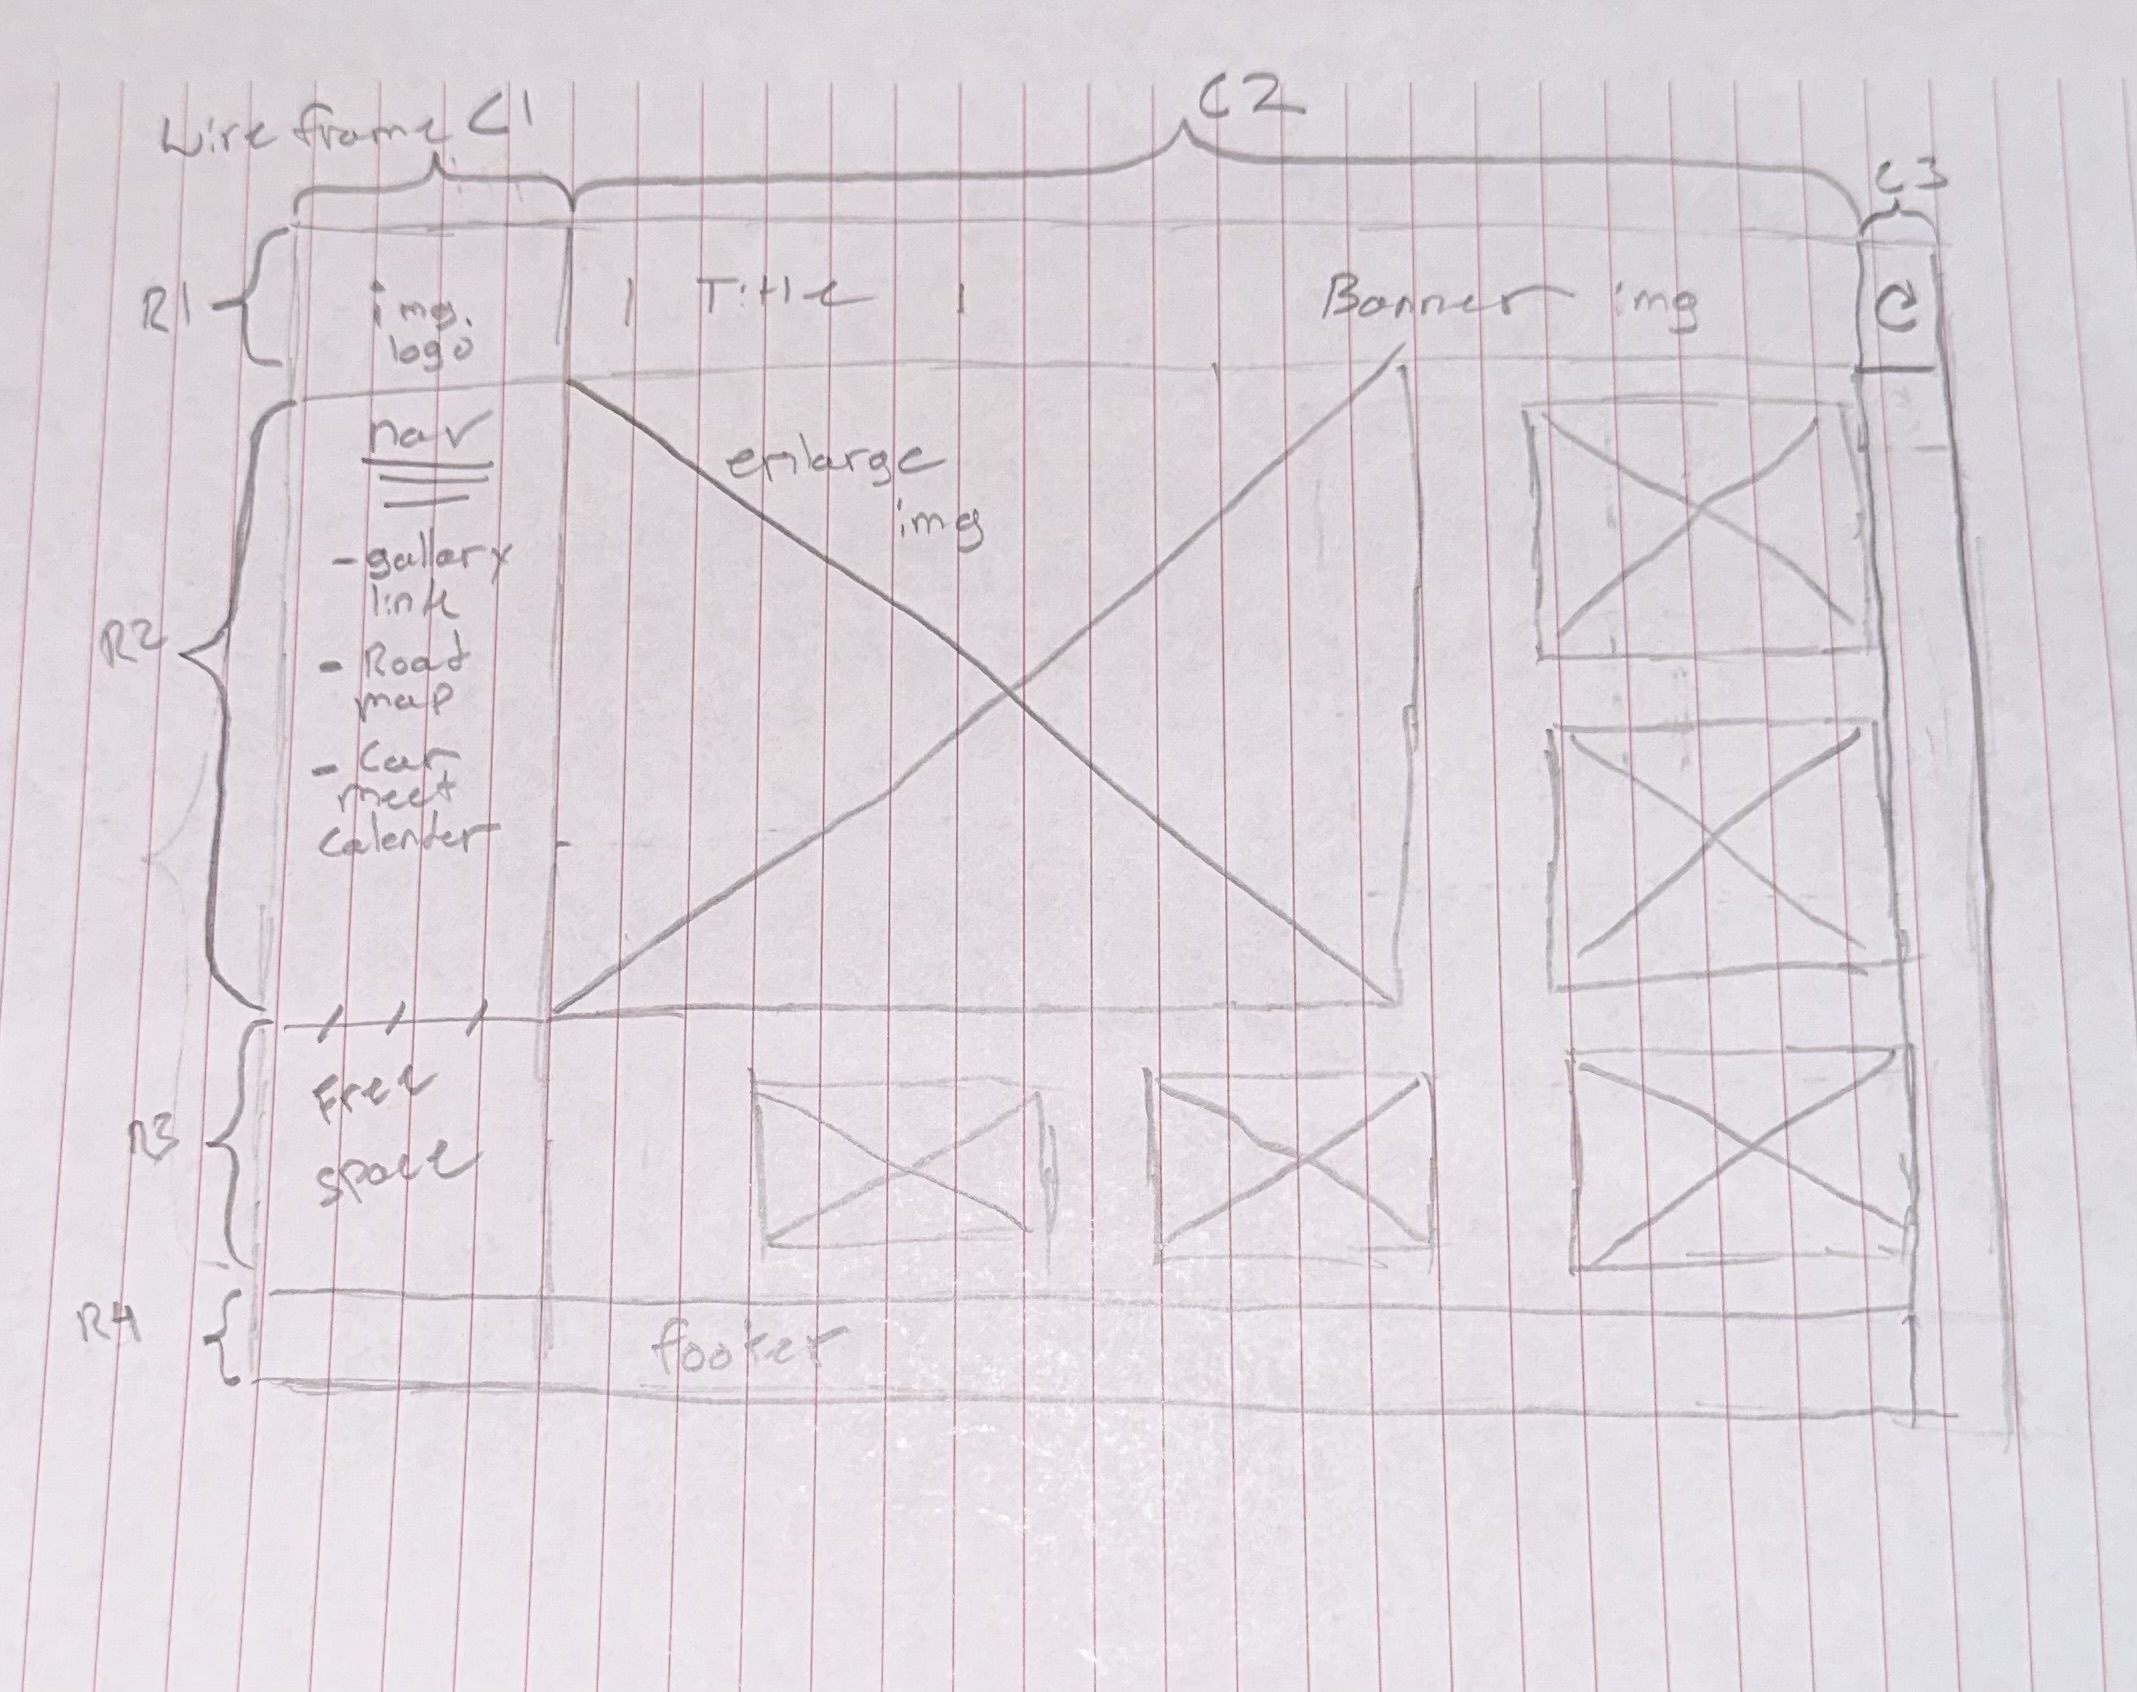 Wire frame C1
C2
C3
R1
img.
logo
| Title |
Banner img
C
R2
nav
- gallary
link
- Road
map
- Car
meet
calender
enlarge
img
R3
Free
space
R4
footer